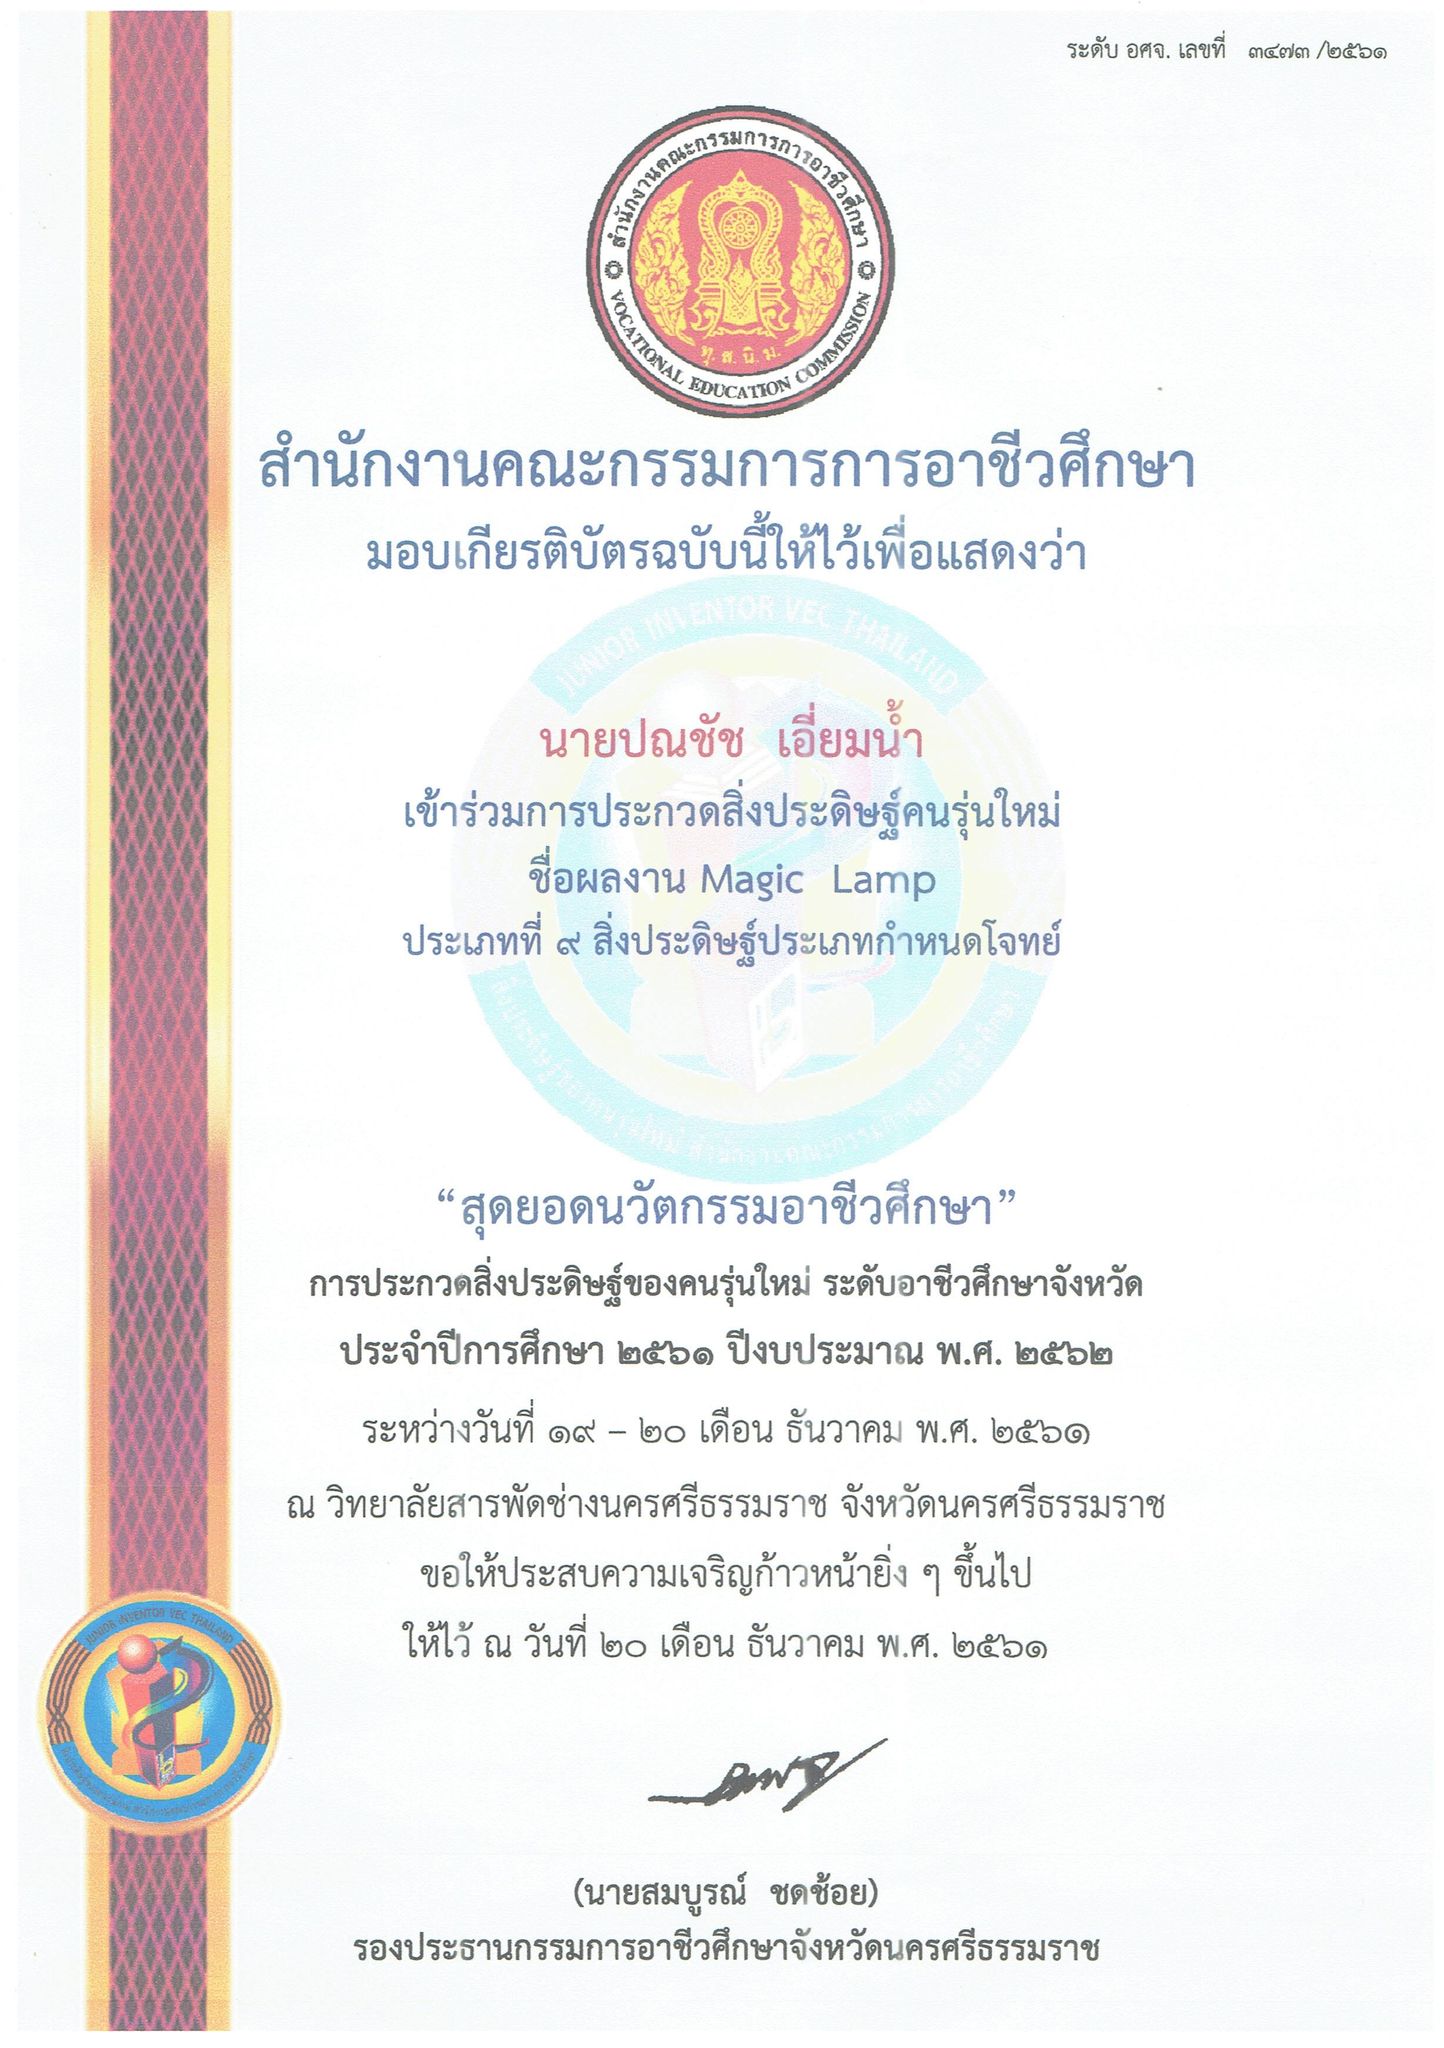 ระดับ อศจ. เลขที่ ๓๔๗๓ /๒๕๖๑
สำนักงานคณะกรรมการการอาชีวศึกษา
ทุ. ส. นิ. ม.
VOCATIONAL EDUCATION COMMISSION
สำนักงานคณะกรรมการการอาชีวศึกษา
มอบเกียรติบัตรฉบับนี้ให้ไว้เพื่อแสดงว่า
JUNIOR INVENTOR VEC THAILAND
นายปณชัช เอี่ยมน้ำ
เข้าร่วมการประกวดสิ่งประดิษฐ์คนรุ่นใหม่
ชื่อผลงาน Magic Lamp
ประเภทที่ ๙ สิ่งประดิษฐ์ประเภทกำหนดโจทย์
“สุดยอดนวัตกรรมอาชีวศึกษา”
การประกวดสิ่งประดิษฐ์ของคนรุ่นใหม่ ระดับอาชีวศึกษาจังหวัด
ประจำปีการศึกษา ๒๕๖๑ ปีงบประมาณ พ.ศ. ๒๕๖๒
ระหว่างวันที่ ๑๙ – ๒๐ เดือน ธันวาคม พ.ศ. ๒๕๖๑
ณ วิทยาลัยสารพัดช่างนครศรีธรรมราช จังหวัดนครศรีธรรมราช
ขอให้ประสบความเจริญก้าวหน้ายิ่ง ๆ ขึ้นไป
ให้ไว้ ณ วันที่ ๒๐ เดือน ธันวาคม พ.ศ. ๒๕๖๑
JUNIOR INVENTOR VEC THAILAND
(นายสมบูรณ์ ชดช้อย)
รองประธานกรรมการอาชีวศึกษาจังหวัดนครศรีธรรมราช